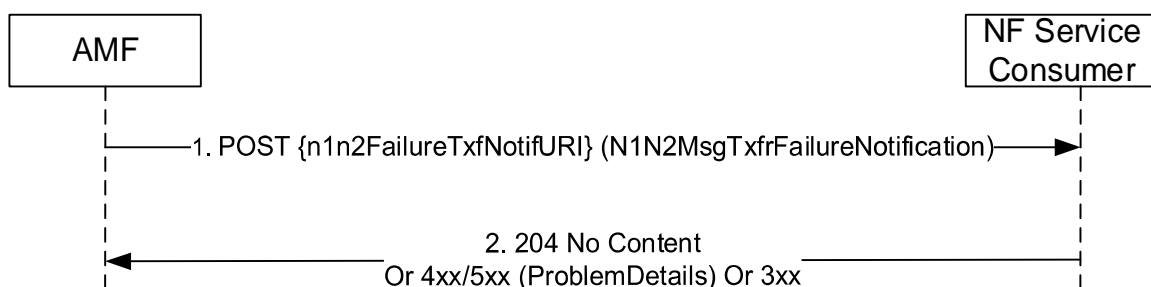 AMF
NF Service
Consumer
1. POST {n1n2FailureTxfNotifURI} (N1N2MsgTxfrFailureNotification)
2. 204 No Content
Or 4xx/5xx (ProblemDetails) Or 3xx